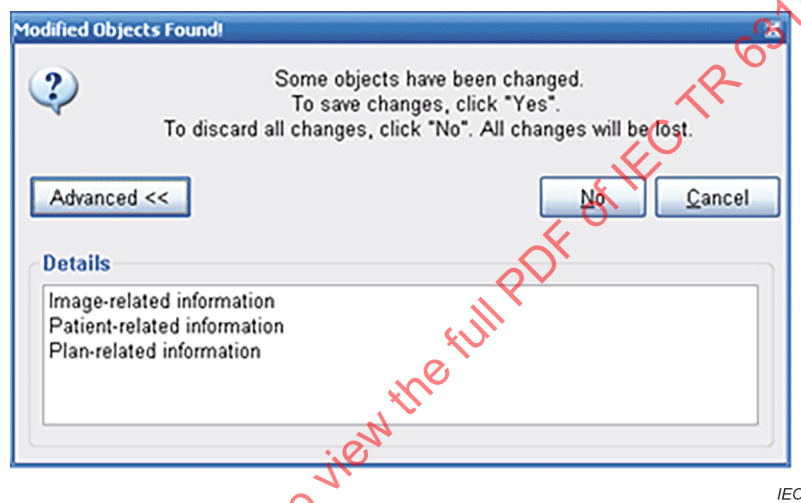 Modified Objects Found!
Some objects have been changed.
To save changes, click "Yes".
To discard all changes, click "No". All changes will be lost.
Advanced <<
No
Cancel
Details
Image-related information
Patient-related information
Plan-related information
view the full PDF of IEC TR
IEC